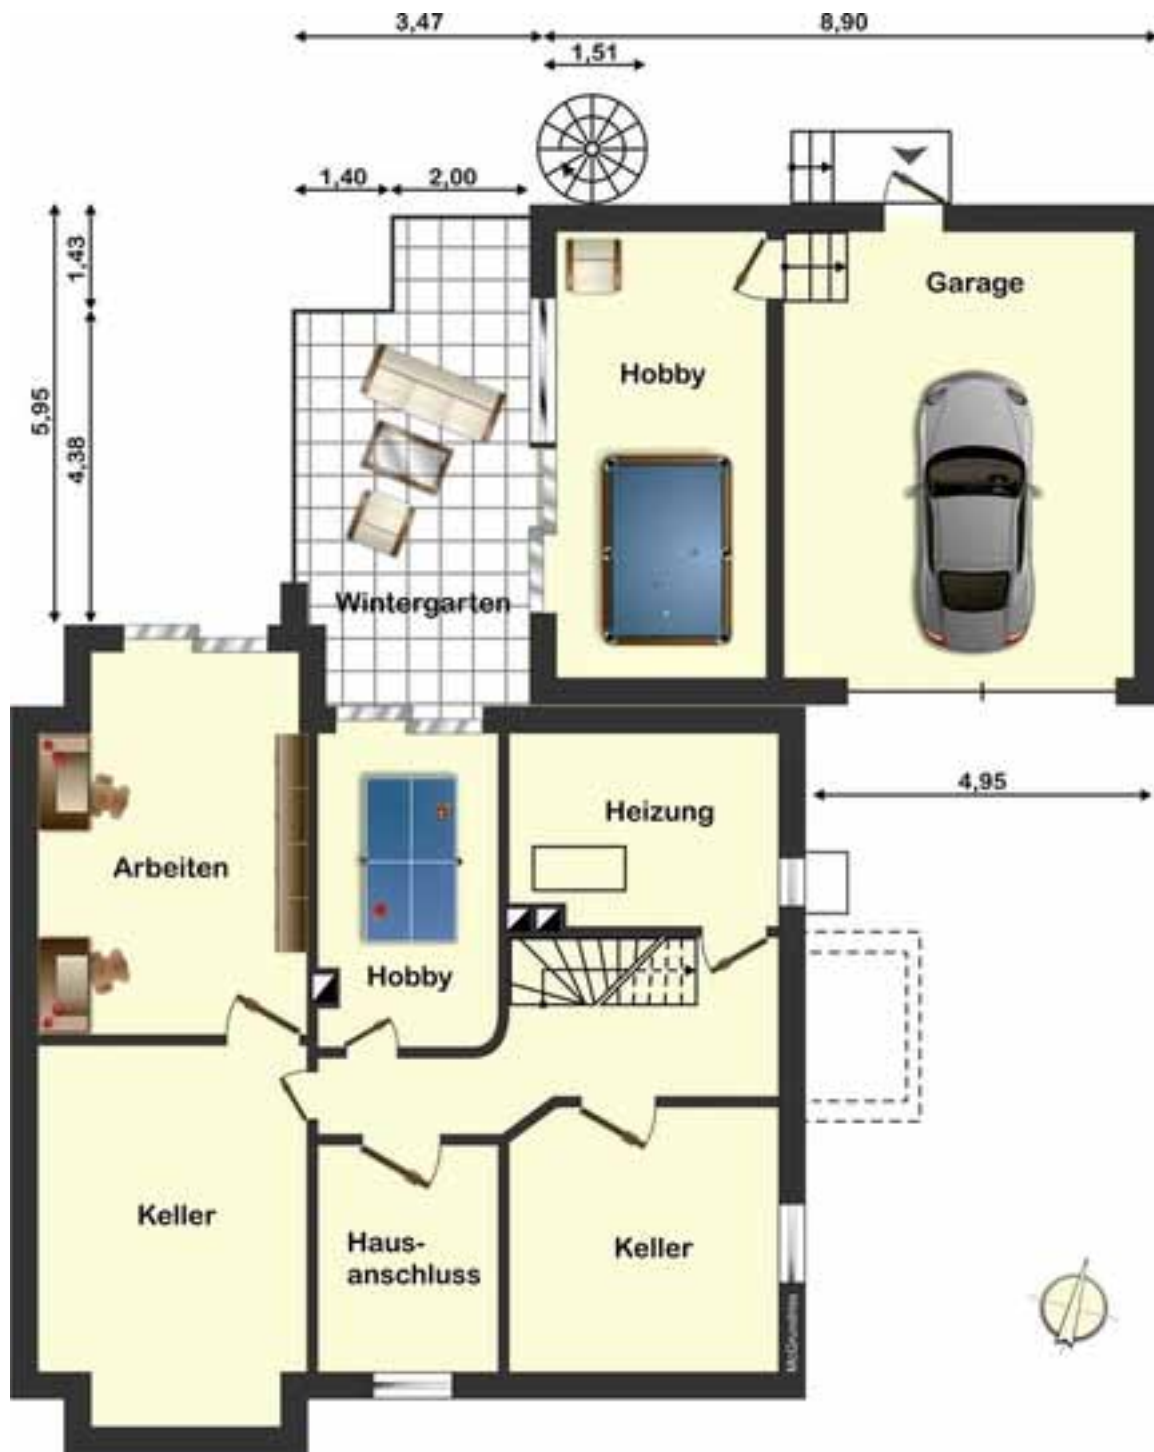 3,47
8,90
1,51
1,40
2,00
1,43
5,95
4,38
Garage
Hobby
Wintergarten
4,95
Heizung
Arbeiten
Hobby
Keller
Haus-
anschluss
Keller
McGrundriss